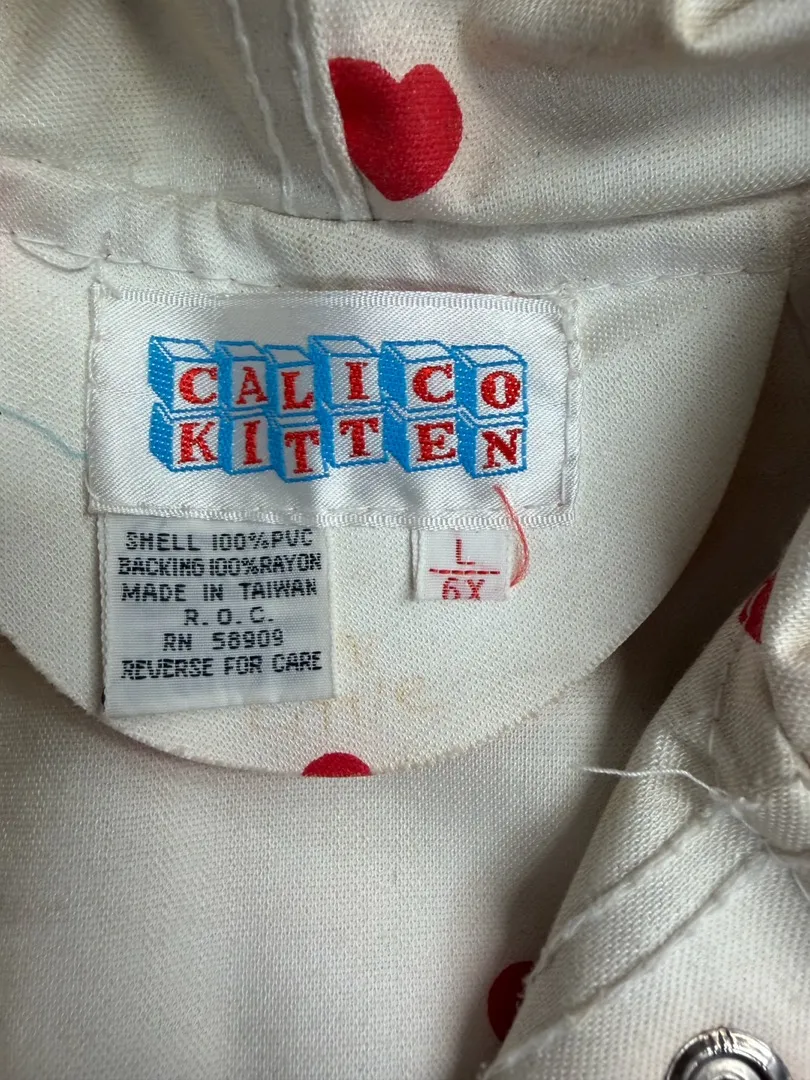 CALICO
KITTEN
SHELL 100% PVC
BACKING 100% RAYON
MADE IN TAIWAN
R.O.C.
RN 58909
REVERSE FOR CARE
L
6X